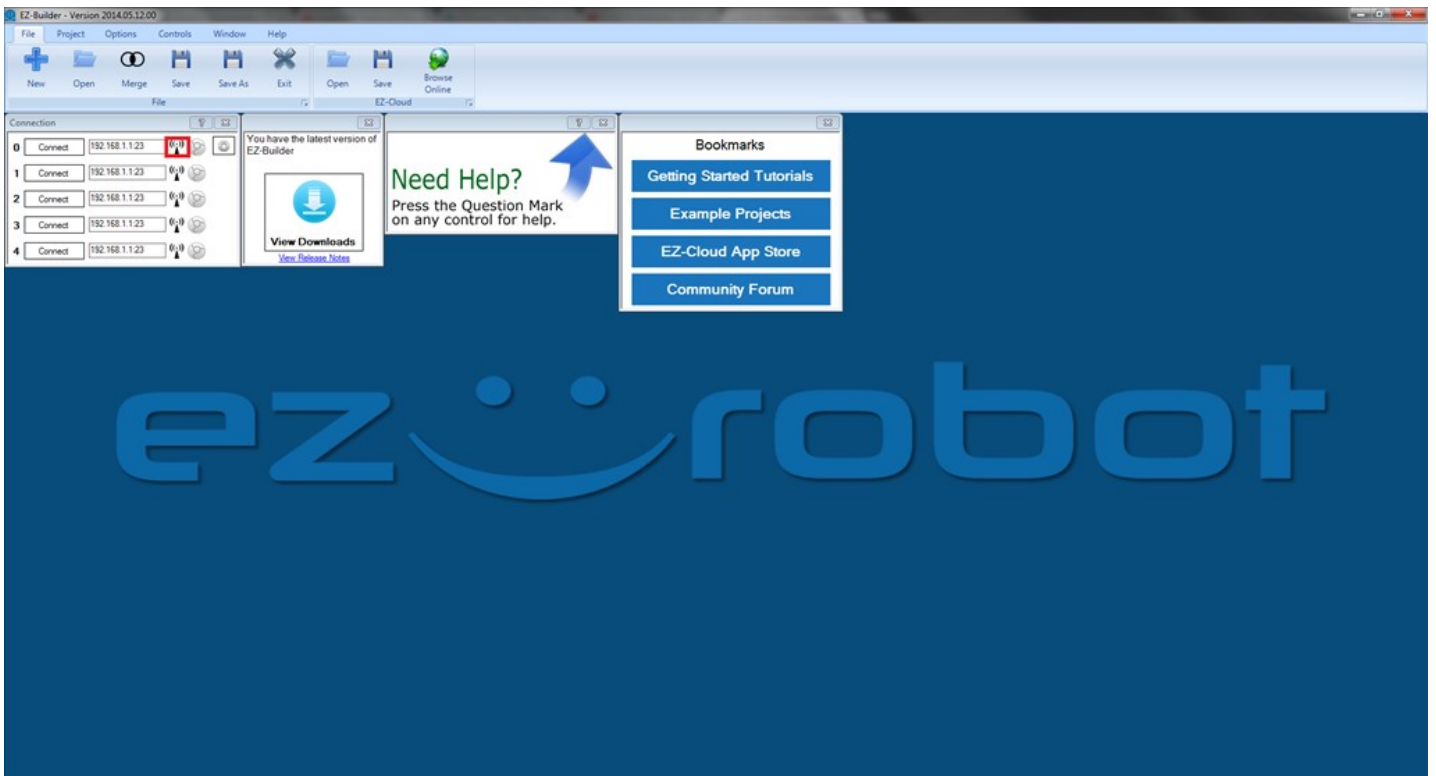 EZ-Builder - Version 2014.05.12.00
File Project Options Controls Window Help
New Open Merge Save Save As Exit Open Save Browse Online
File EZ-Cloud
Connection
0 Connect 192.168.1.1:23
1 Connect 192.168.1.1:23
2 Connect 192.168.1.1:23
3 Connect 192.168.1.1:23
4 Connect 192.168.1.1:23
You have the latest version of
EZ-Builder
View Downloads
View Release Notes
Need Help?
Press the Question Mark
on any control for help.
Bookmarks
Getting Started Tutorials
Example Projects
EZ-Cloud App Store
Community Forum
ez robot